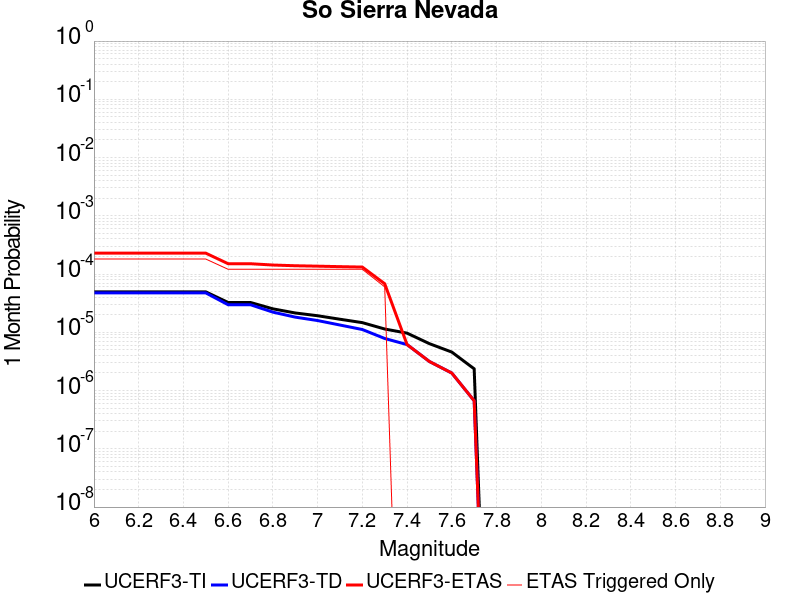 So Sierra Nevada
10^0
10^-1
10^-2
10^-3
10^-4
10^-5
10^-6
10^-7
10^-8
1 Month Probability
6 6.2 6.4 6.6 6.8 7 7.2 7.4 7.6 7.8 8 8.2 8.4 8.6 8.8 9
Magnitude
UCERF3-TI UCERF3-TD UCERF3-ETAS ETAS Triggered Only